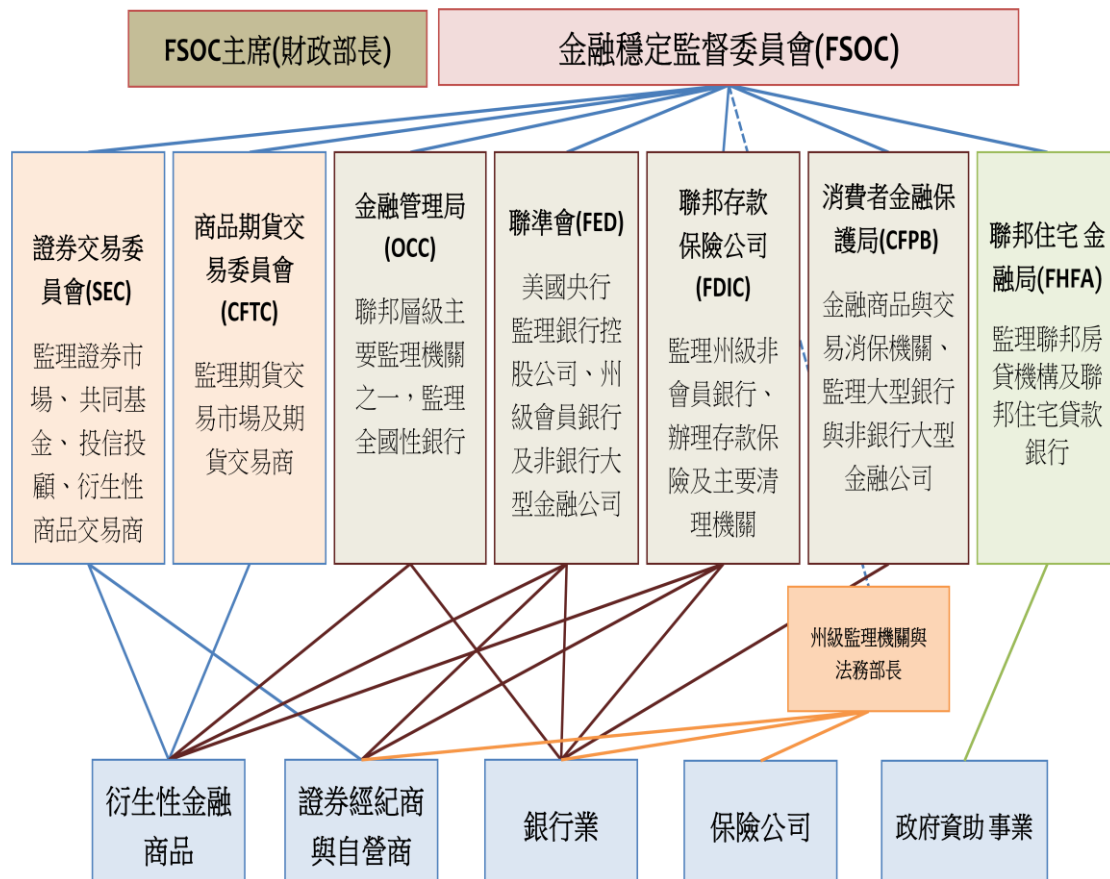 FSOC主席(財政部長)
金融穩定監督委員會(FSOC)
證券交易委
員會(SEC)
監理證券市
場、共同基
金、投信投
顧、衍生性
商品交易商
商品期貨交
易委員會
(CFTC)
監理期貨交
易市場及期
貨交易商
金融管理局
(OCC)
聯邦層級主
要監理機關
之一，監理
全國性銀行
聯準會(FED)
美國央行
監理銀行控
股公司、州
級會員銀行
及非銀行大
型金融公司
聯邦存款
保險公司
(FDIC)
監理州級非
會員銀行、
辦理存款保
險及主要清
理機關
消費者金融保
護局(CFPB)
金融商品與交
易消保機關、
監理大型銀行
與非銀行大型
金融公司
聯邦住宅 金
融局(FHFA)
監理聯邦房
貸機構及聯
邦住宅貸款
銀行
州級監理機關與
法務部長
衍生性金融
商品
證券經紀商
與自營商
銀行業
保險公司
政府資助 事業